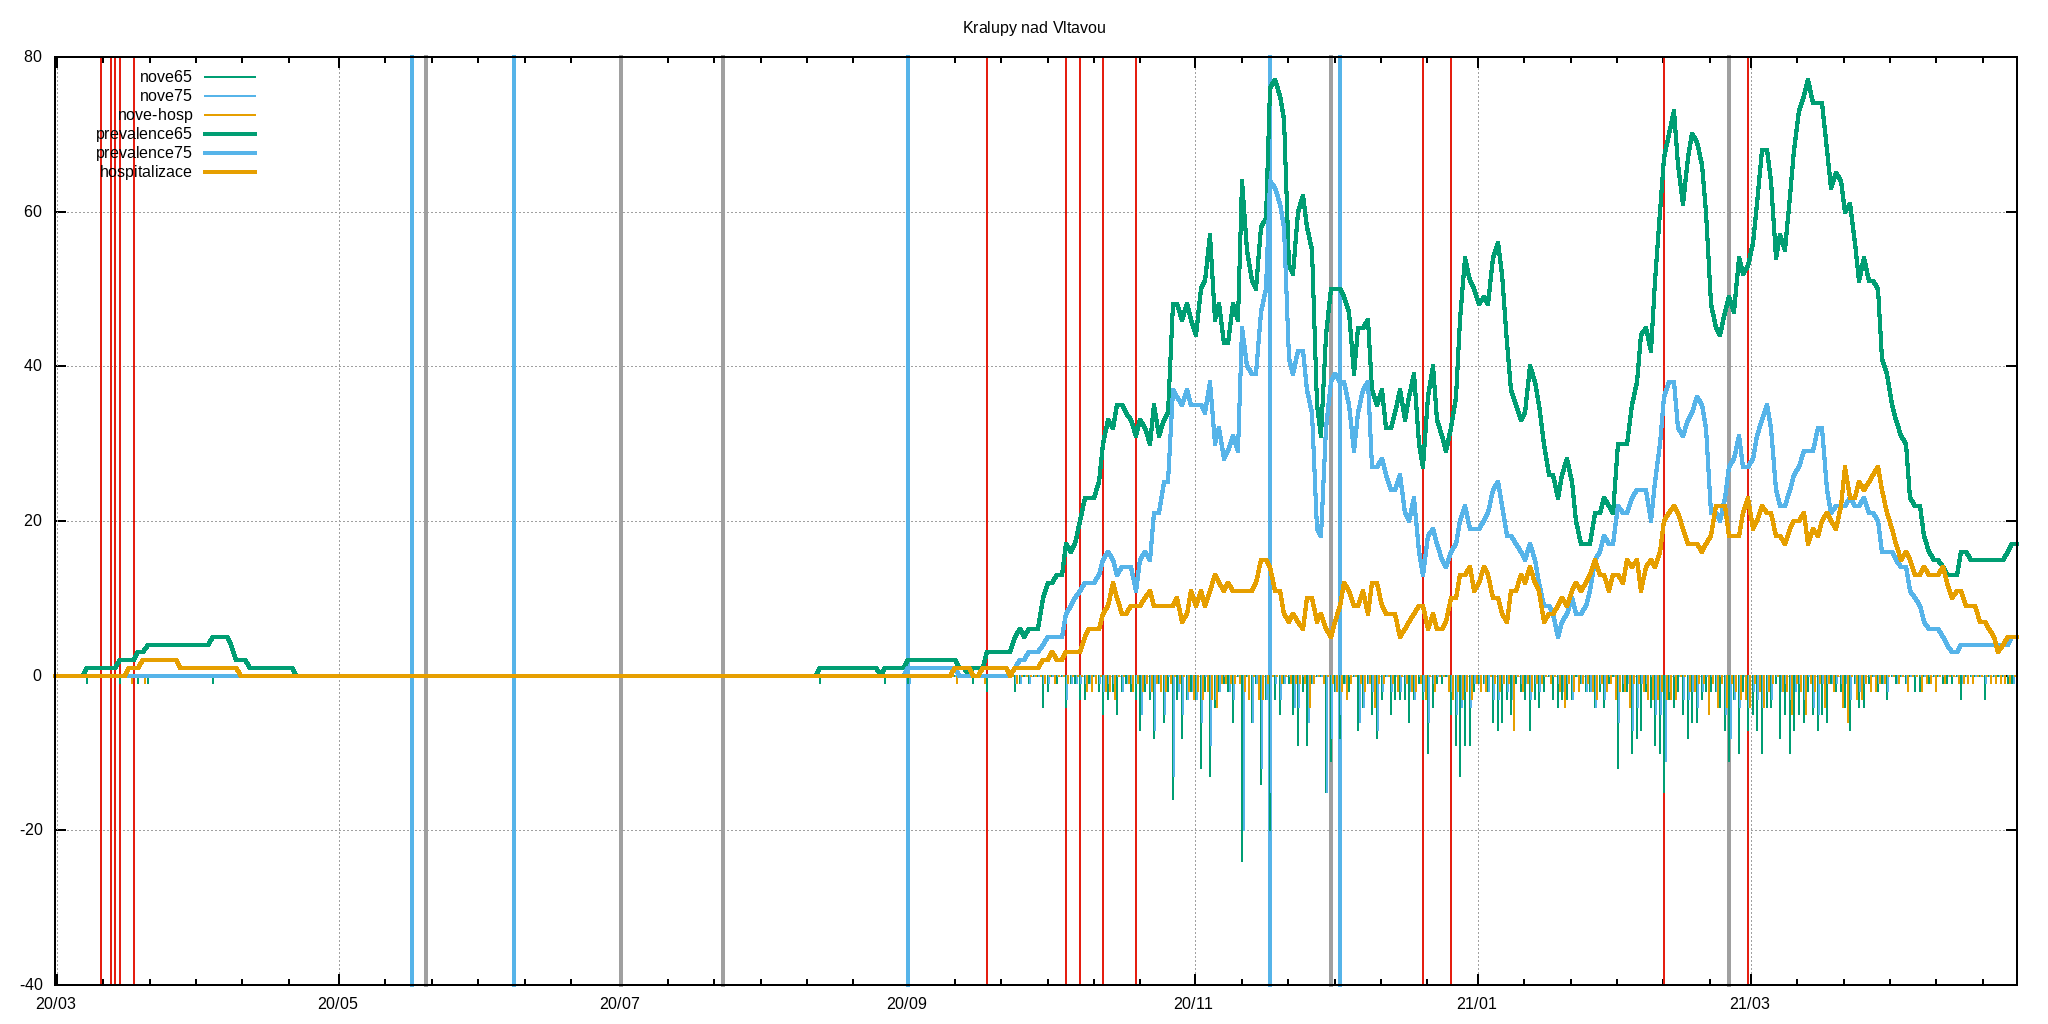 Kralupy nad Vltavou
80
nove65
nove75
nove-hosp
prevalence65
prevalence75
hospitalizace
60
40
20
0
-20
-40
20/03 20/05 20/07 20/09 20/11 21/01 21/03